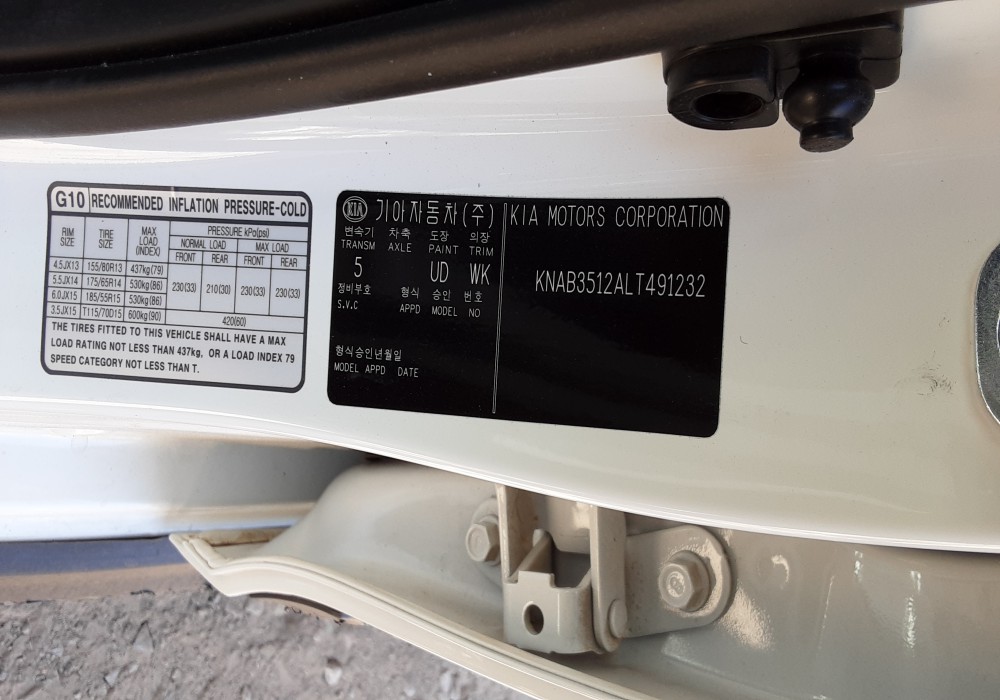 G10 RECOMMENDED INFLATION PRESSURE-COLD
RIM SIZE TIRE SIZE MAX LOAD (INDEX) PRESSURE kPa(psi)
NORMAL LOAD MAX LOAD
FRONT REAR FRONT REAR
4.5JX13 155/80R13 437kg(79) 230(33) 210(30) 230(33) 230(33)
5.5JX14 175/65R14 530kg(86)
6.0JX15 185/55R15 530kg(86)
3.5JX15 T115/70D15 600kg(90) 420(60)
THE TIRES FITTED TO THIS VEHICLE SHALL HAVE A MAX
LOAD RATING NOT LESS THAN 437kg, OR A LOAD INDEX 79
SPEED CATEGORY NOT LESS THAN T.
KIA 기아자동차(주) KIA MOTORS CORPORATION
변속기 차축 도장 의장
TRANSM AXLE PAINT TRIM
5 UD WK
KNAB3512ALT491232
정비부호 형식 승인 번호
S.V.C APPD MODEL NO
형식승인년월일
MODEL APPD DATE